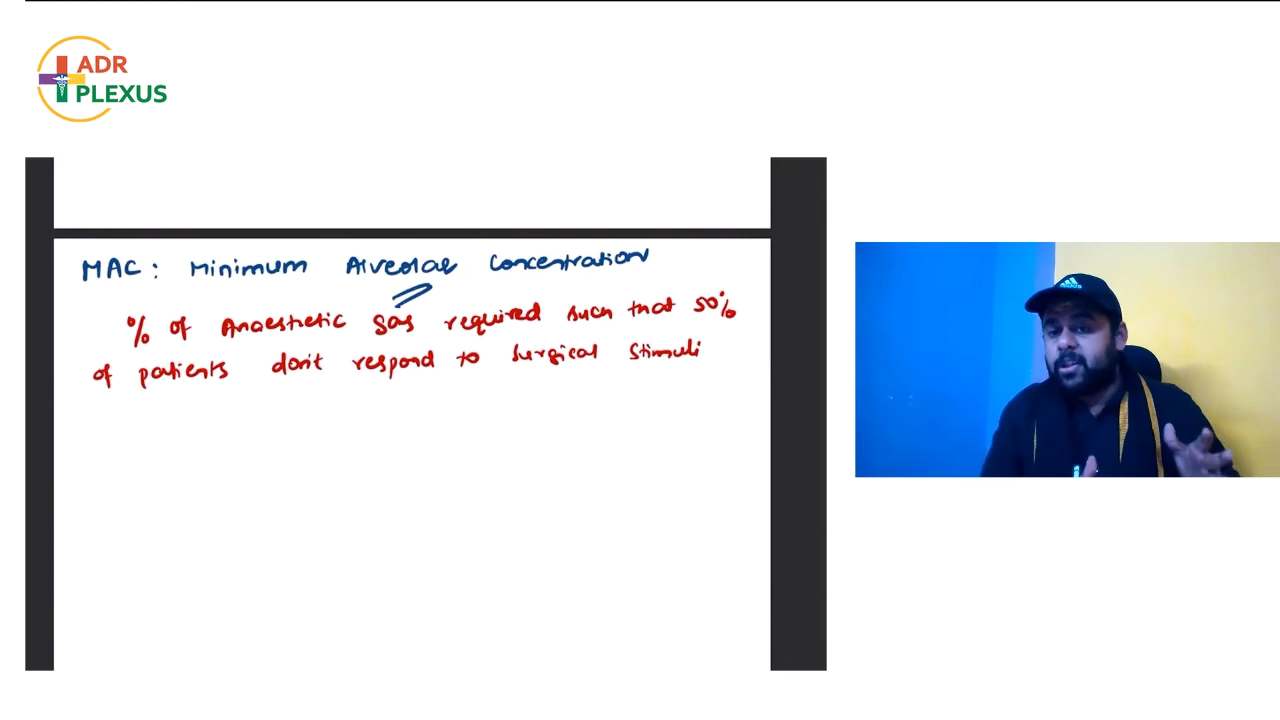 ADR
PLEXUS
MAC: Minimum Alveolar Concentration
% of Anaesthetic gas required such that 50%
of patients don't respond to surgical stimuli
adidas